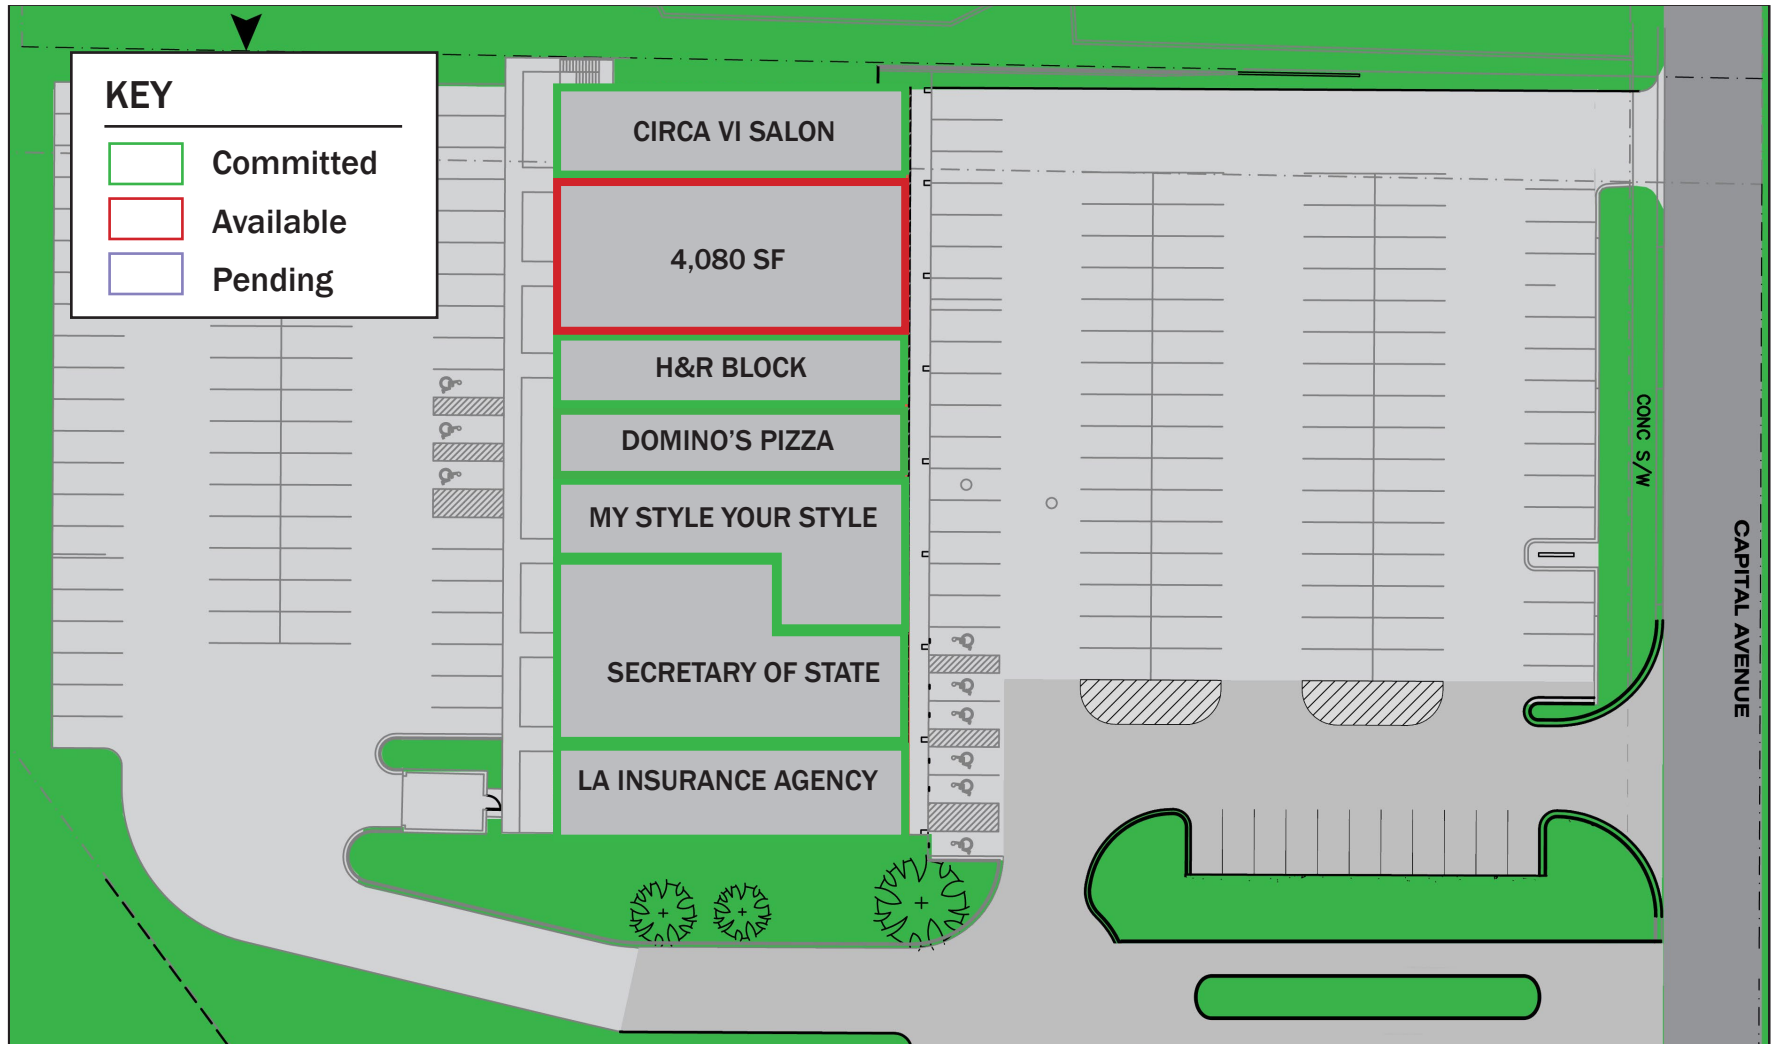 KEY
Committed
Available
Pending
CIRCA VI SALON
4,080 SF
H&R BLOCK
DOMINO'S PIZZA
MY STYLE YOUR STYLE
SECRETARY OF STATE
LA INSURANCE AGENCY
CONC S/W
CAPITAL AVENUE